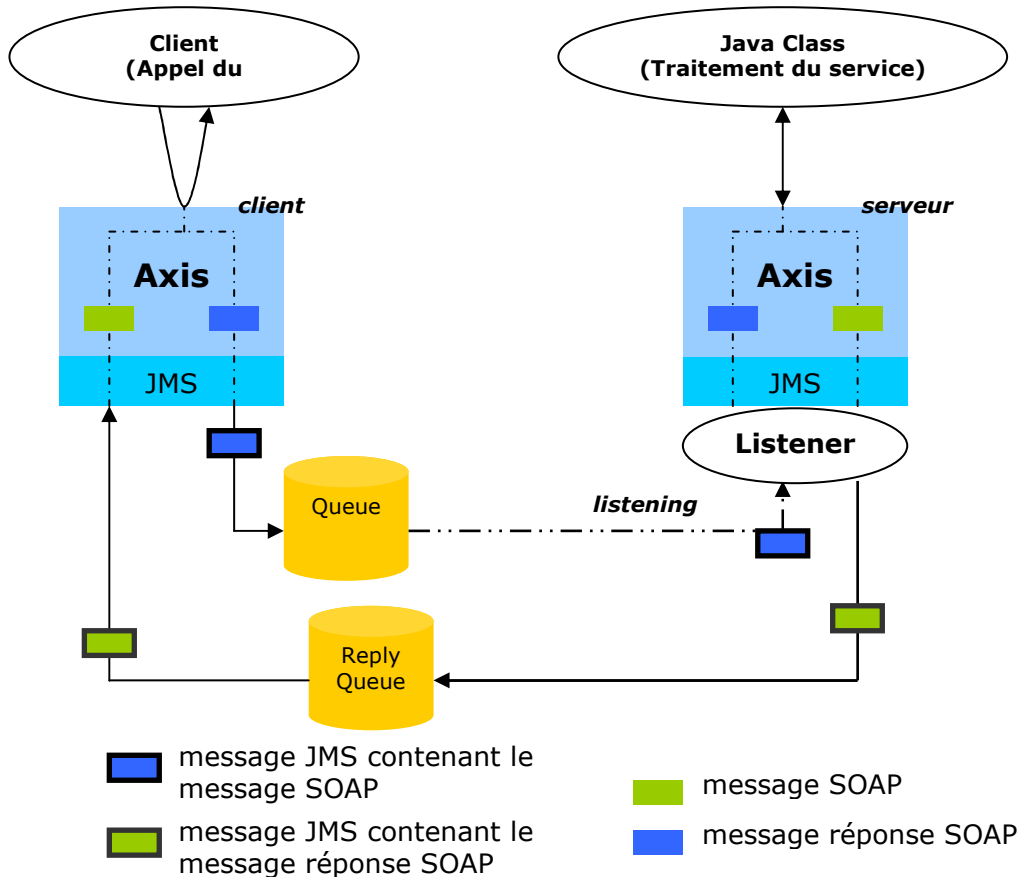 Client
(Appel du
Java Class
(Traitement du service)
client
serveur
Axis
Axis
JMS
JMS
Listener
Queue
listening
Reply
Queue
message JMS contenant le
message SOAP
message JMS contenant le
message réponse SOAP
message SOAP
message réponse SOAP